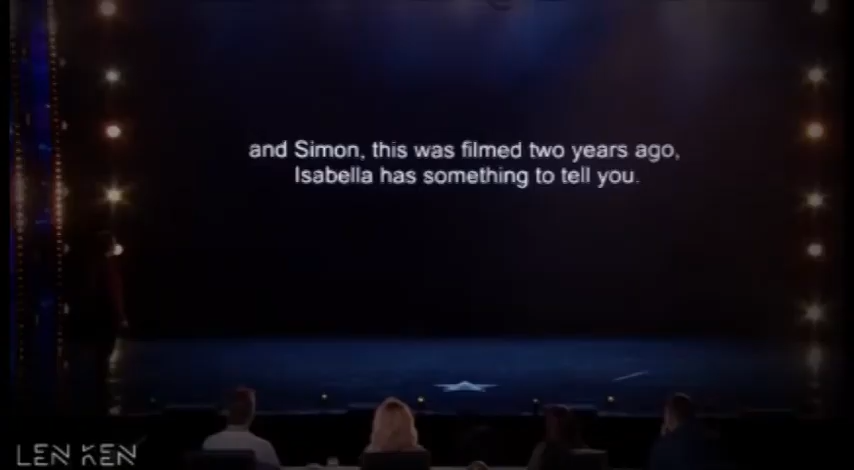 and Simon, this was filmed two years ago,
Isabella has something to tell you.
LEN KEN